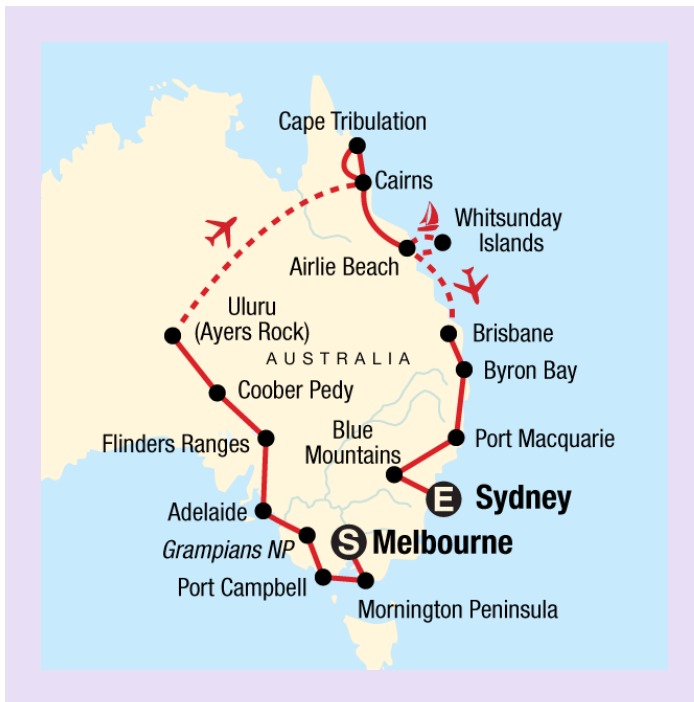 Cape Tribulation
Cairns
Whitsunday
Islands
Airlie Beach
Uluru
(Ayers Rock)
Brisbane
AUSTRALIA
Byron Bay
Coober Pedy
Blue
Mountains
Port Macquarie
Flinders Ranges
E Sydney
Adelaide
Grampians NP
S Melbourne
Port Campbell
Mornington Peninsula